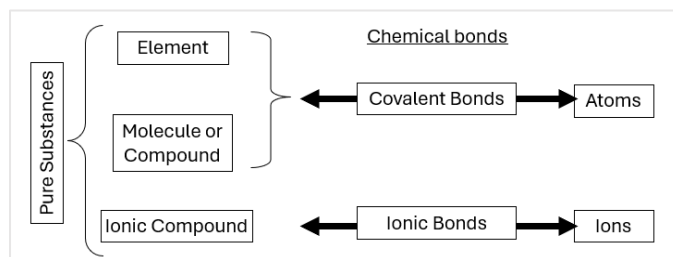 Pure Substances
Element
Molecule or
Compound
Ionic Compound
Chemical bonds
Covalent Bonds
Atoms
Ionic Bonds
Ions